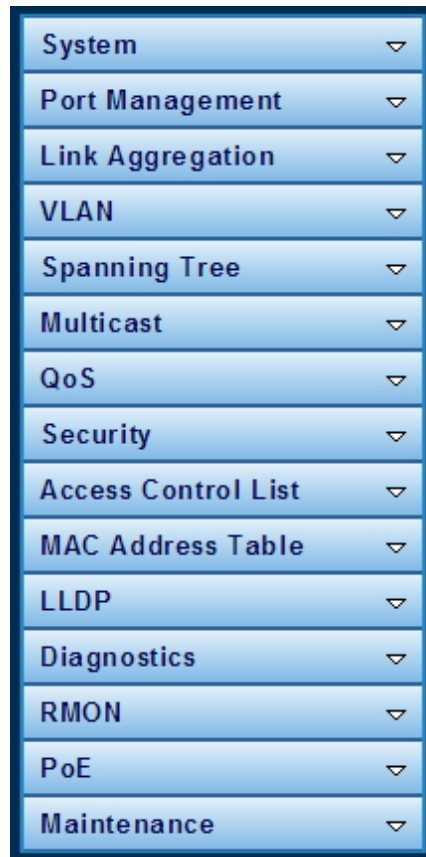 System
Port Management
Link Aggregation
VLAN
Spanning Tree
Multicast
QoS
Security
Access Control List
MAC Address Table
LLDP
Diagnostics
RMON
PoE
Maintenance